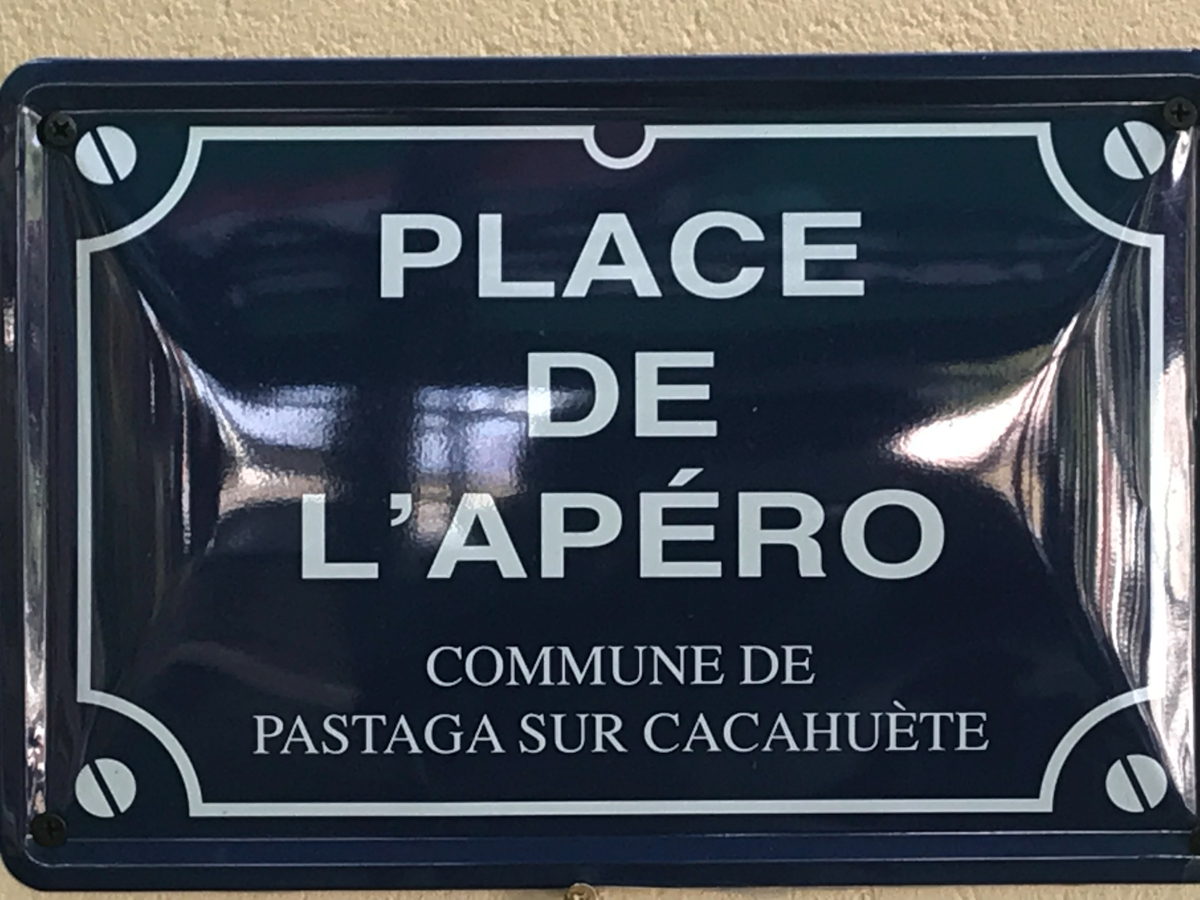 PLACE
DE
L'APÉRO
COMMUNE DE
PASTAGA SUR CACAHUÈTE